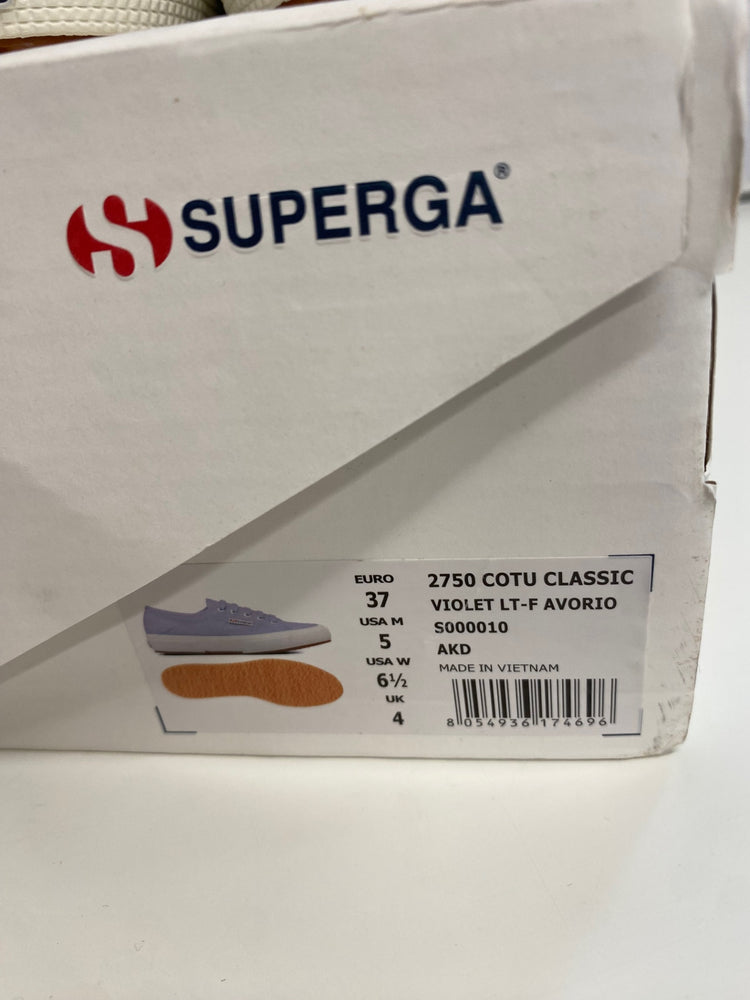 SUPERGA®
EURO
37
USA M
5
USA W
6½
UK
4
2750 COTU CLASSIC
VIOLET LT-F AVORIO
S000010
AKD
MADE IN VIETNAM
8 054936 174696